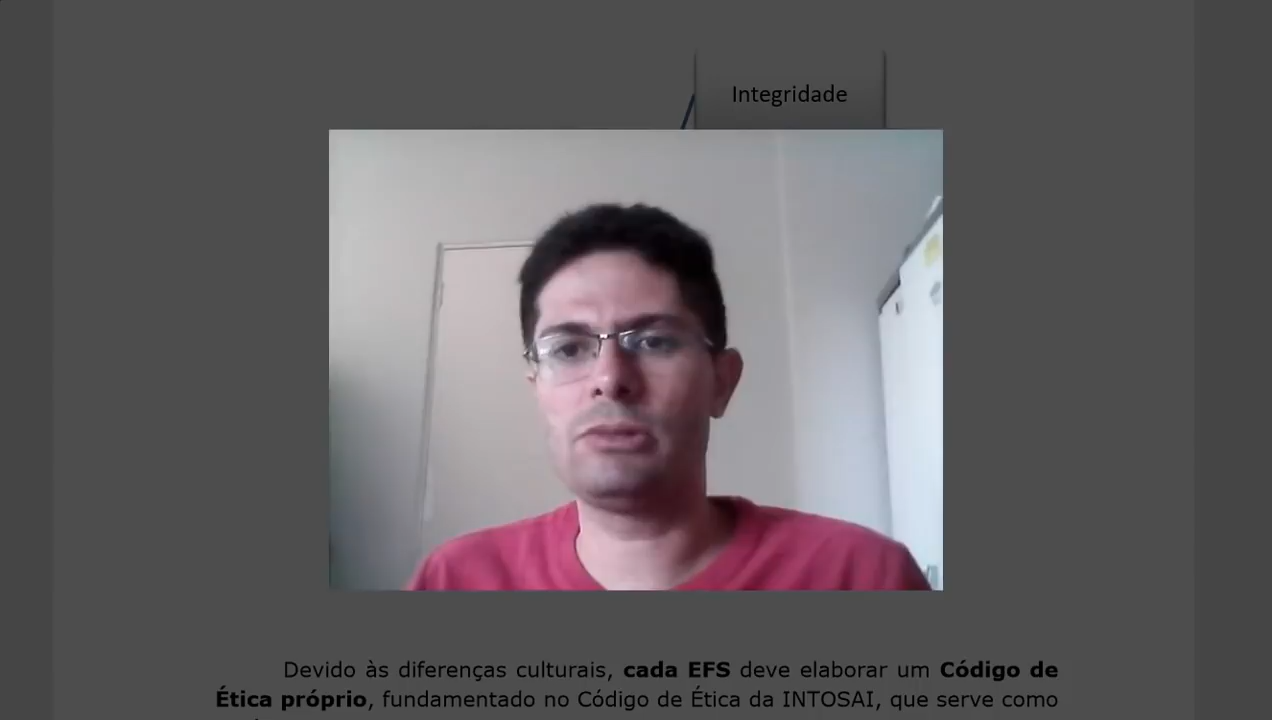 Integridade
Devido às diferenças culturais, cada EFS deve elaborar um Código de
Ética próprio, fundamentado no Código de Ética da INTOSAI, que serve como